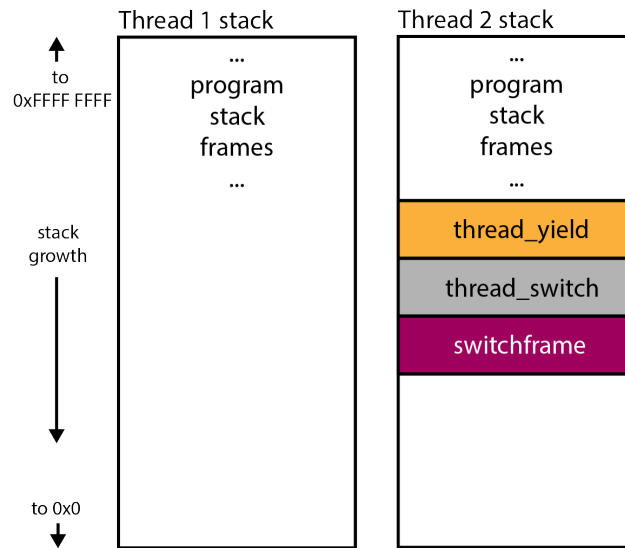 Thread 1 stack
Thread 2 stack
to
0xFFFF FFFF
...
program
stack
frames
...
...
program
stack
frames
...
thread_yield
thread_switch
switchframe
stack
growth
to 0x0